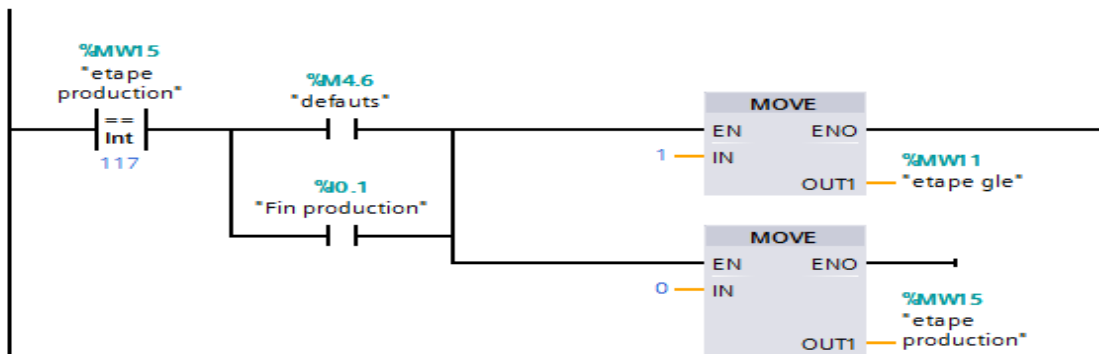 %MW15
"etape
production"
==
Int
117
%M4.6
"defauts"
%I0.1
"Fin production"
MOVE
EN ENO
1 IN
OUT1
%MW11
"etape gle"
MOVE
EN ENO
0 IN
OUT1
%MW15
"etape
production"